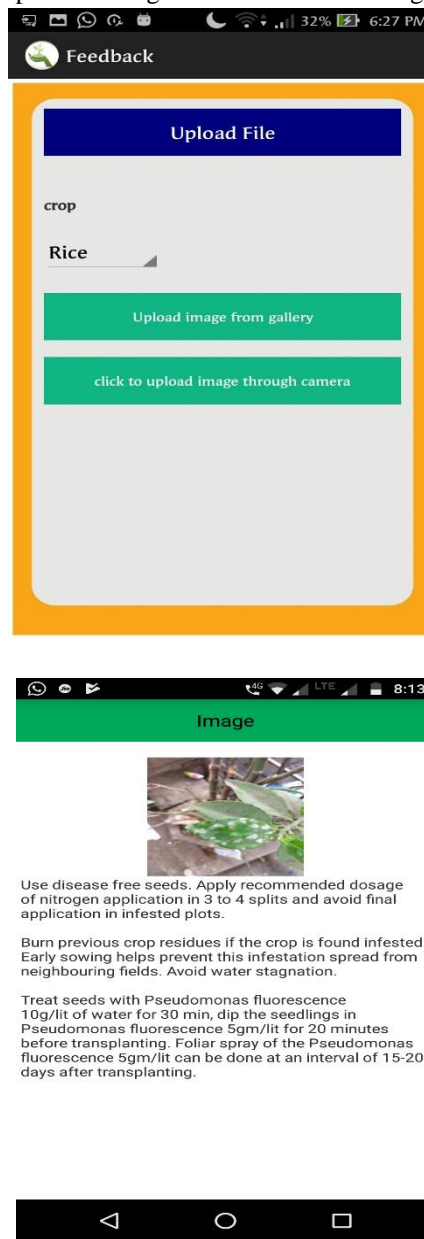 32% 6:27 PM
Feedback
Upload File
crop
Rice
Upload image from gallery
click to upload image through camera
4G LTE 8:13
Image
Use disease free seeds. Apply recommended dosage
of nitrogen application in 3 to 4 splits and avoid final
application in infested plots.
Burn previous crop residues if the crop is found infested
Early sowing helps prevent this infestation spread from
neighbouring fields. Avoid water stagnation.
Treat seeds with Pseudomonas fluorescence
10g/lit of water for 30 min, dip the seedlings in
Pseudomonas fluorescence 5gm/lit for 20 minutes
before transplanting. Foliar spray of the Pseudomonas
fluorescence 5gm/lit can be done at an interval of 15-20
days after transplanting.